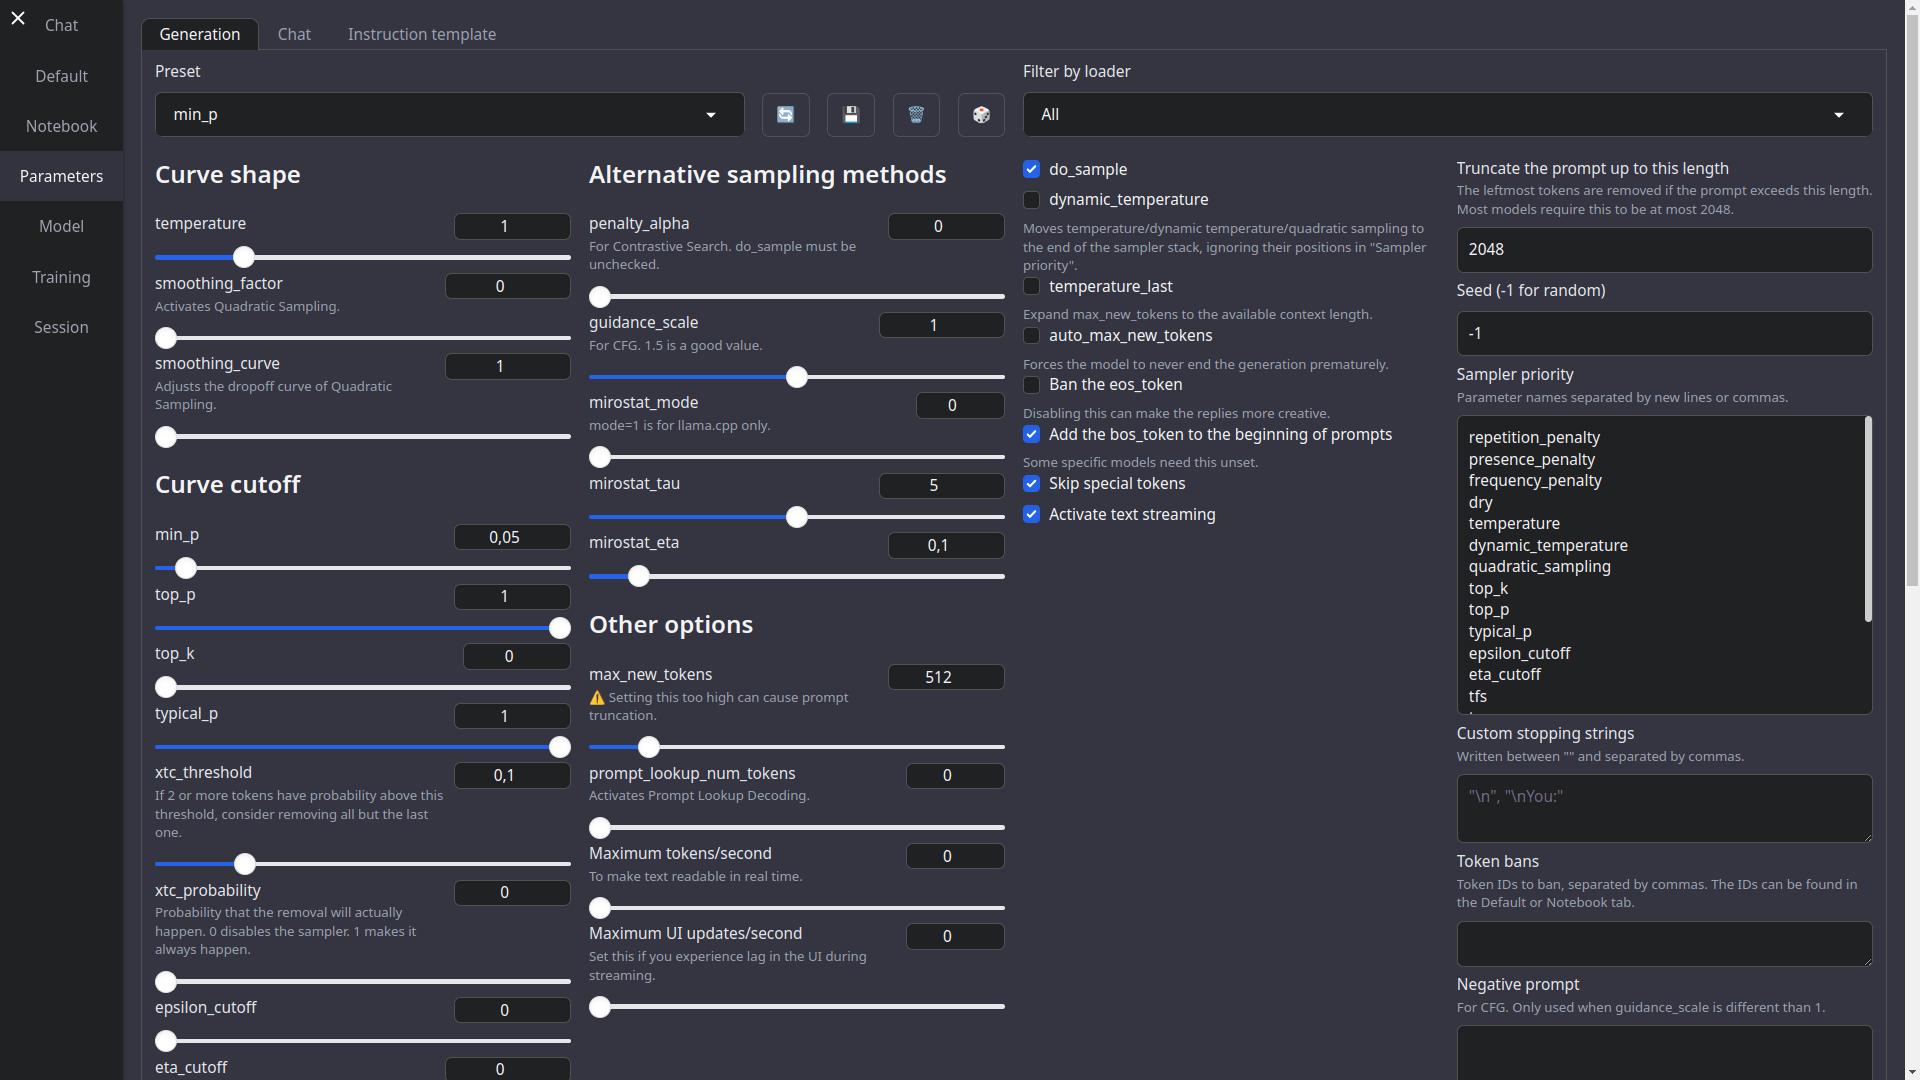 Chat
Default
Notebook
Parameters
Model
Training
Session
Generation
Chat
Instruction template
Preset
min_p
Filter by loader
All
Curve shape
temperature
1
smoothing_factor
0
Activates Quadratic Sampling.
smoothing_curve
1
Adjusts the dropoff curve of Quadratic
Sampling.
Curve cutoff
min_p
0,05
top_p
1
top_k
0
typical_p
1
xtc_threshold
0,1
If 2 or more tokens have probability above this
threshold, consider removing all but the last
one.
xtc_probability
0
Probability that the removal will actually
happen. 0 disables the sampler. 1 makes it
always happen.
epsilon_cutoff
0
eta_cutoff
0
Alternative sampling methods
penalty_alpha
0
For Contrastive Search. do_sample must be
unchecked.
guidance_scale
1
For CFG. 1.5 is a good value.
mirostat_mode
0
mode=1 is for llama.cpp only.
mirostat_tau
5
mirostat_eta
0,1
Other options
max_new_tokens
512
⚠️ Setting this too high can cause prompt
truncation.
prompt_lookup_num_tokens
0
Activates Prompt Lookup Decoding.
Maximum tokens/second
0
To make text readable in real time.
Maximum UI updates/second
0
Set this if you experience lag in the UI during
streaming.
do_sample
dynamic_temperature
Moves temperature/dynamic temperature/quadratic sampling to
the end of the sampler stack, ignoring their positions in "Sampler
priority".
temperature_last
Expand max_new_tokens to the available context length.
auto_max_new_tokens
Forces the model to never end the generation prematurely.
Ban the eos_token
Disabling this can make the replies more creative.
Add the bos_token to the beginning of prompts
Some specific models need this unset.
Skip special tokens
Activate text streaming
Truncate the prompt up to this length
The leftmost tokens are removed if the prompt exceeds this length.
Most models require this to be at most 2048.
2048
Seed (-1 for random)
-1
Sampler priority
Parameter names separated by new lines or commas.
repetition_penalty
presence_penalty
frequency_penalty
dry
temperature
dynamic_temperature
quadratic_sampling
top_k
top_p
typical_p
epsilon_cutoff
eta_cutoff
tfs
Custom stopping strings
Written between "" and separated by commas.
"\n", "\nYou:"
Token bans
Token IDs to ban, separated by commas. The IDs can be found in
the Default or Notebook tab.
Negative prompt
For CFG. Only used when guidance_scale is different than 1.